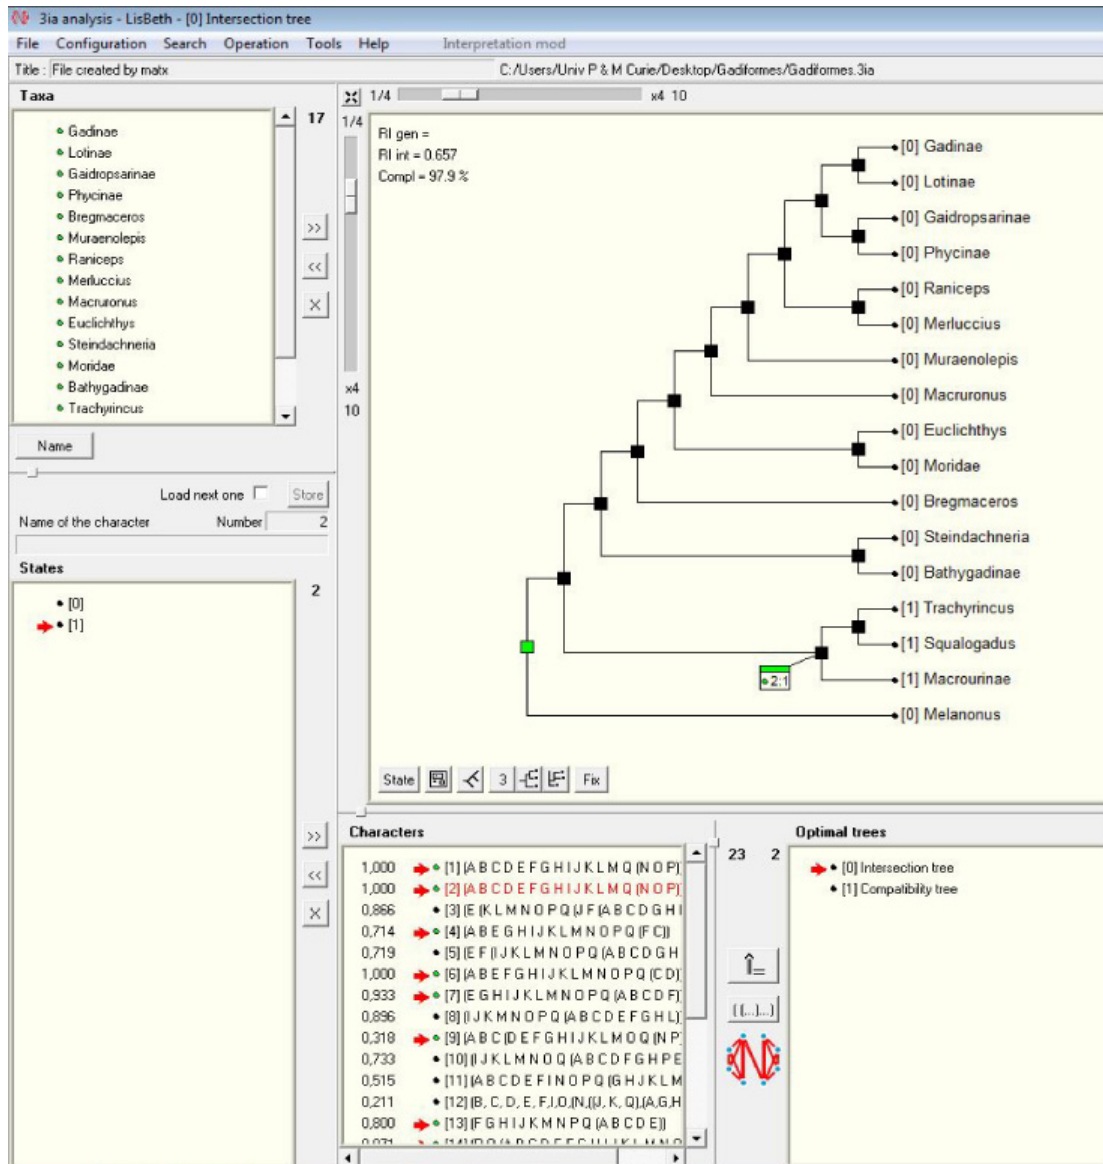 3ia analysis - LisBeth - [0] Intersection tree
File Configuration Search Operation Tools Help Interpretation mod
Title : File created by matx C:/Users/Univ P & M Curie/Desktop/Gadiformes/Gadiformes.3ia
Taxa
17
Gadinae
Lotinae
Gaidropsarinae
Phycinae
Bregmaceros
Muraenolepis
Raniceps
Merluccius
Macruronus
Euclichthys
Steindachneria
Moridae
Bathygadinae
Trachyrincus
>>
<<
X
Name
Load next one Store
Name of the character Number 2
States
2
[0]
[1]
>>
<<
X
1/4 x4 10
1/4
x4
10
RI gen =
RI int = 0.657
Compl = 97.9 %
[0] Gadinae
[0] Lotinae
[0] Gaidropsarinae
[0] Phycinae
[0] Raniceps
[0] Merluccius
[0] Muraenolepis
[0] Macruronus
[0] Euclichthys
[0] Moridae
[0] Bregmaceros
[0] Steindachneria
[0] Bathygadinae
[1] Trachyrincus
[1] Squalogadus
[1] Macrourinae
[0] Melanonus
2:1
State 3 Fix
Characters
1,000 [1] (A B C D E F G H I J K L M Q (N O P)
1,000 [2] (A B C D E F G H I J K L M Q (N O P)
0,866 [3] (E (K L M N O P Q (J F (A B C D G H I
0,714 [4] (A B E G H I J K L M N O P Q (F C))
0,719 [5] (E F (I J K L M N O P Q (A B C D G H
1,000 [6] (A B E F G H I J K L M N O P Q (C D)
0,933 [7] (E G H I J K L M N O P Q (A B C D F)
0,896 [8] (I J K M N O P Q (A B C D E F G H L)
0,318 [9] (A B C (D E F G H I J K L M O Q (N P
0,733 [10] (I J K L M N O Q (A B C D F G H P E
0,515 [11] (A B C D E F I N O P Q (G H J K L M
0,211 [12] (B, C, D, E, F,I,O,(N,((J, K, Q),(A,G,H
0,800 [13] (F G H I J K M N P Q (A B C D E))
23 2
Optimal trees
[0] Intersection tree
[1] Compatibility tree
((...)...)